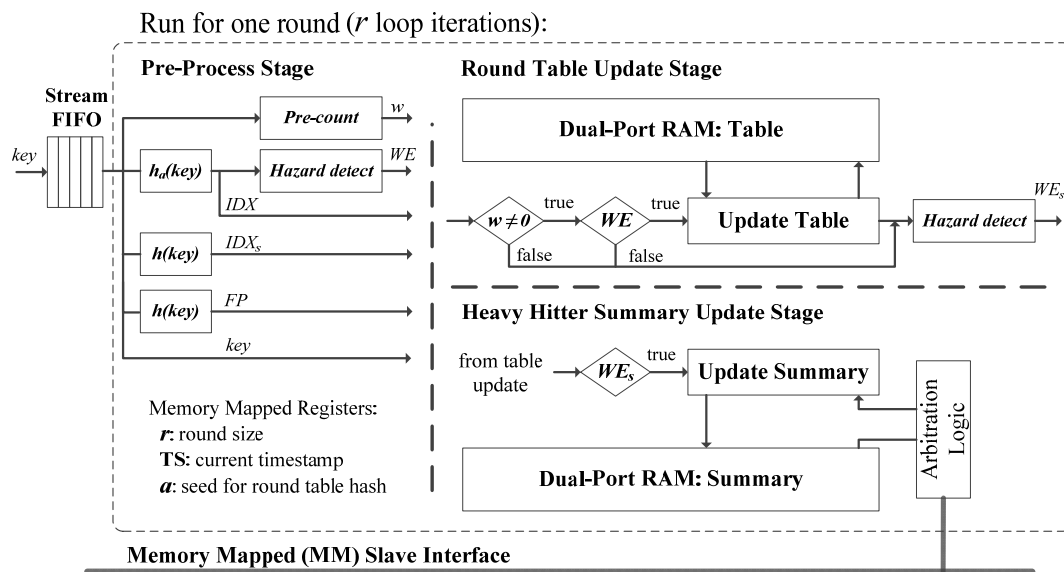 Run for one round (r loop iterations):
Pre-Process Stage
Stream
FIFO
key
Pre-count
w
hₐ(key)
Hazard detect
WE
IDX
h(key)
IDXₛ
h(key)
FP
key
Memory Mapped Registers:
r: round size
TS: current timestamp
a: seed for round table hash
Round Table Update Stage
Dual-Port RAM: Table
w≠0
true
WE
true
Update Table
Hazard detect
WEₛ
false
false
Heavy Hitter Summary Update Stage
from table
update
WEₛ
true
Update Summary
Dual-Port RAM: Summary
Arbitration
Logic
Memory Mapped (MM) Slave Interface